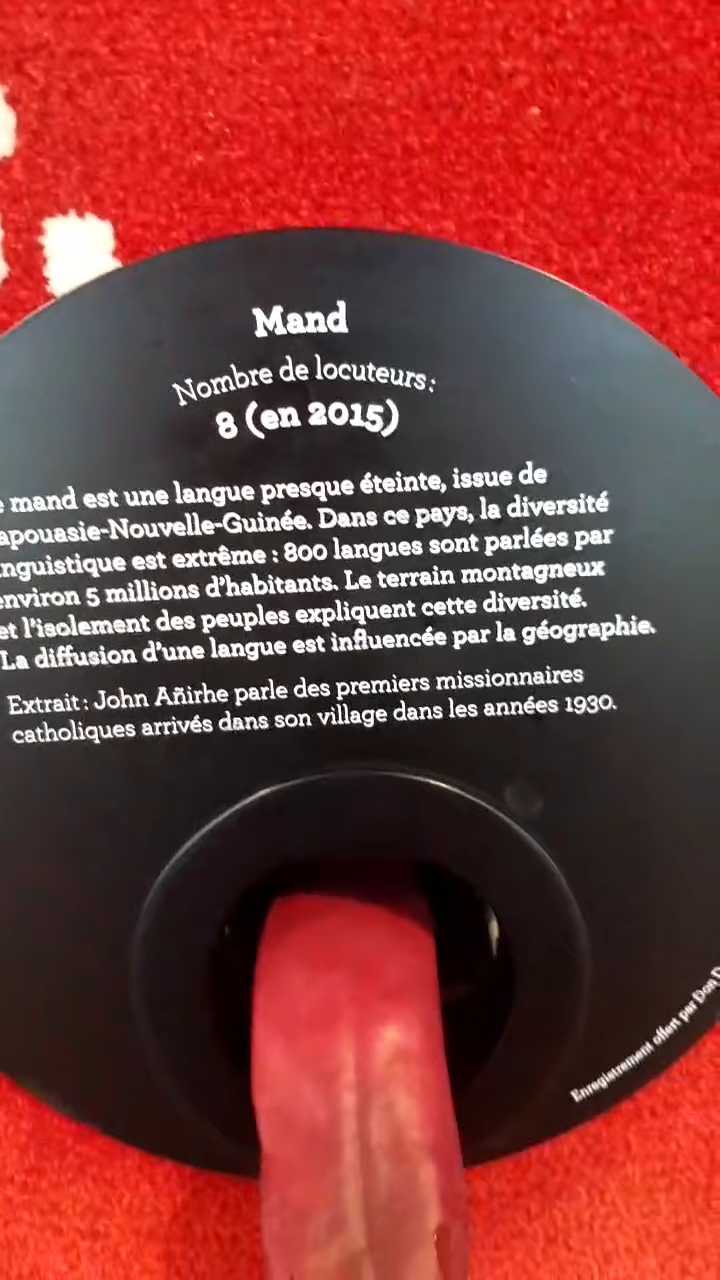 Mand
Nombre de locuteurs :
8 (en 2015)
mand est une langue presque éteinte, issue de
apouasie-Nouvelle-Guinée. Dans ce pays, la diversité
nguistique est extrême : 800 langues sont parlées par
environ 5 millions d'habitants. Le terrain montagneux
et l'isolement des peuples expliquent cette diversité.
La diffusion d'une langue est influencée par la géographie.
Extrait : John Añirhe parle des premiers missionnaires
catholiques arrivés dans son village dans les années 1930.
Enregistrement offert par Don